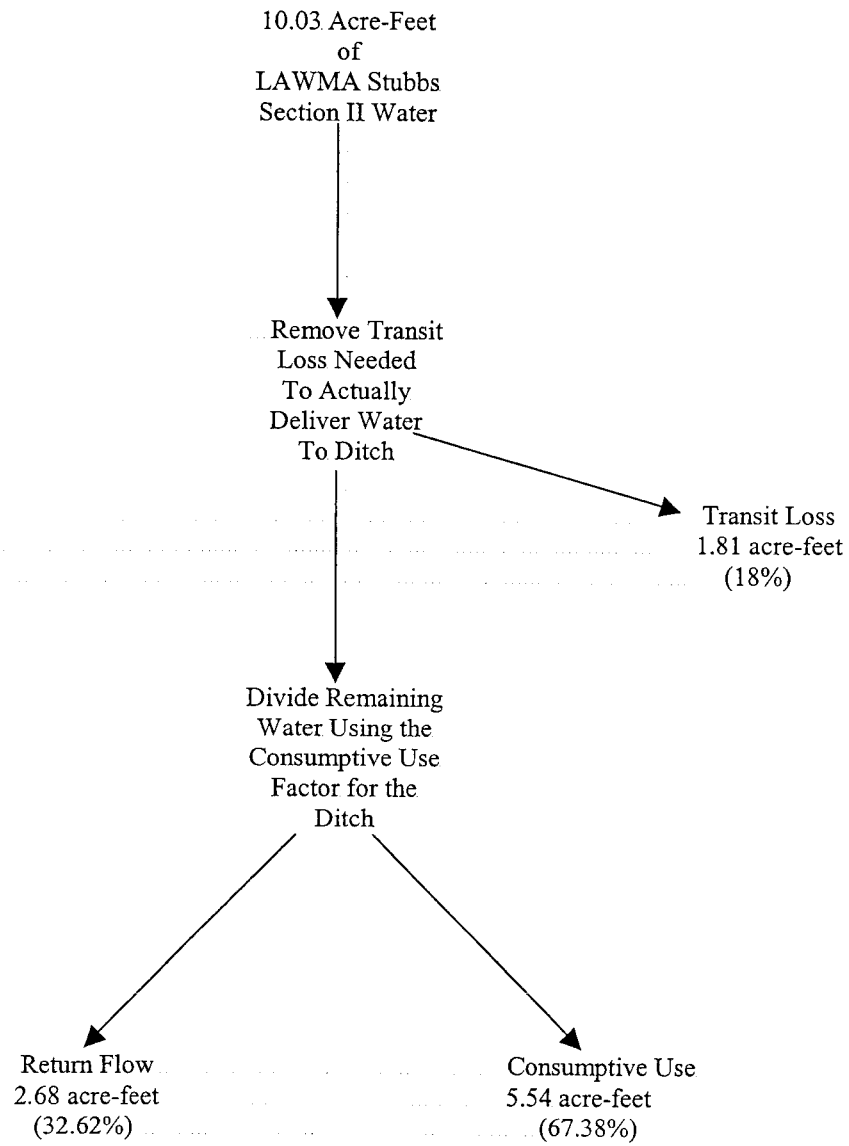 10.03 Acre-Feet
of
LAWMA Stubbs
Section II Water
Remove Transit
Loss Needed
To Actually
Deliver Water
To Ditch
Transit Loss
1.81 acre-feet
(18%)
Divide Remaining
Water Using the
Consumptive Use
Factor for the
Ditch
Return Flow
2.68 acre-feet
(32.62%)
Consumptive Use
5.54 acre-feet
(67.38%)